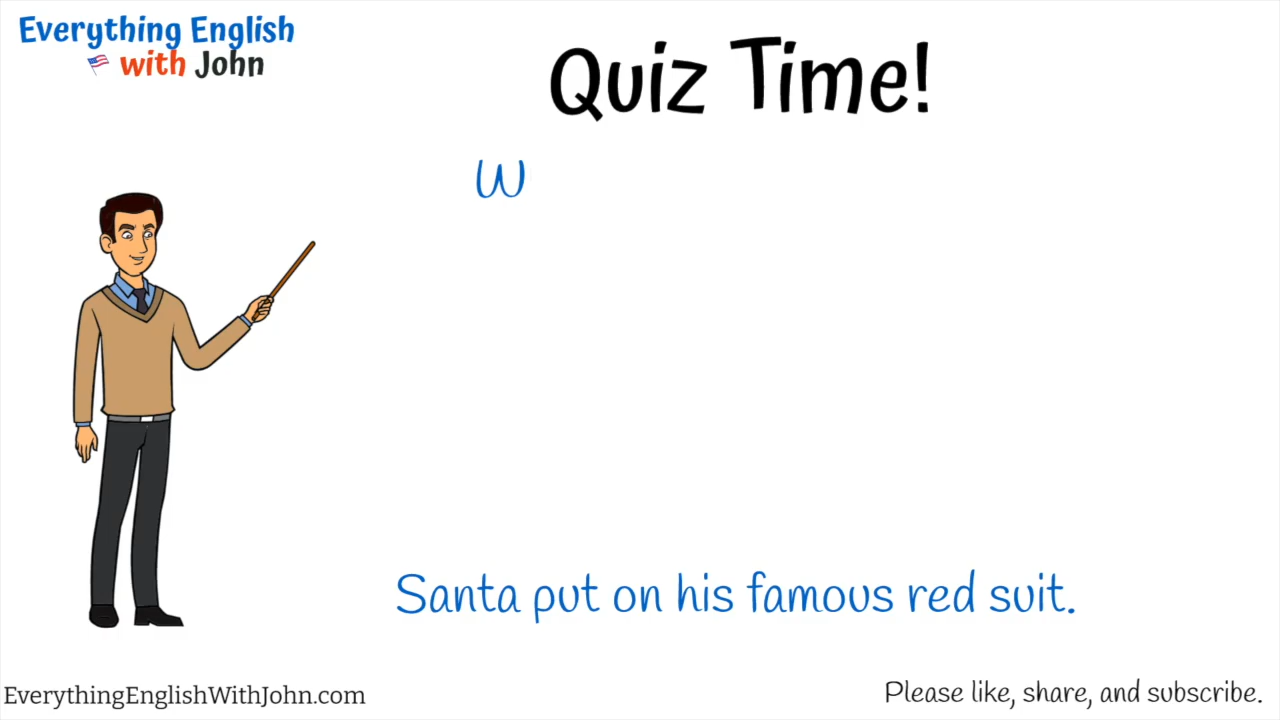 Everything English
with John
Quiz Time!
W
Santa put on his famous red suit.
EverythingEnglishWithJohn.com
Please like, share, and subscribe.